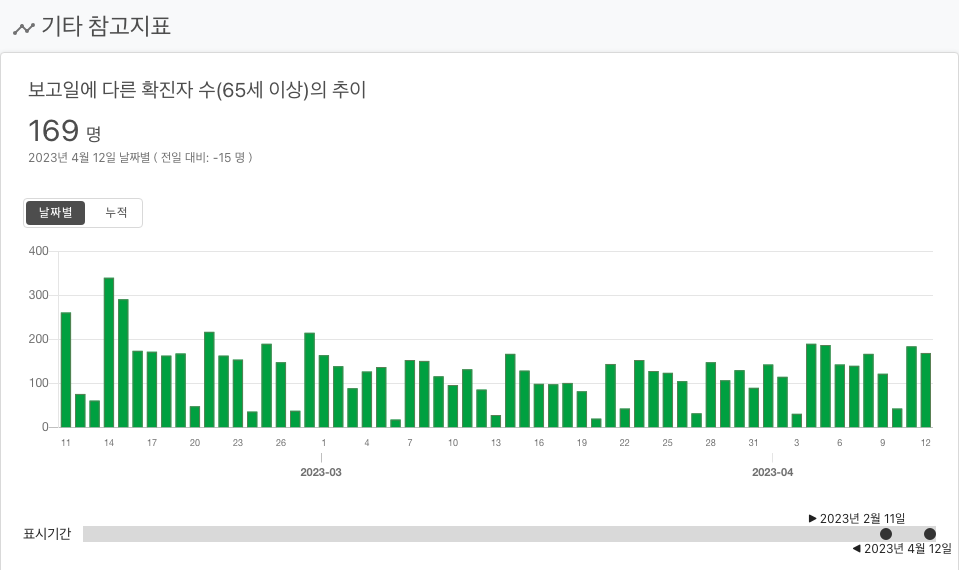 기타 참고지표
보고일에 다른 확진자 수(65세 이상)의 추이
169 명
2023년 4월 12일 날짜별 ( 전일 대비: -15 명 )
날짜별 누적
400
300
200
100
0
11 14 17 20 23 26 1 4 7 10 13 16 19 22 25 28 31 3 6 9 12
2023-03 2023-04
▶ 2023년 2월 11일
표시기간
◀ 2023년 4월 12일